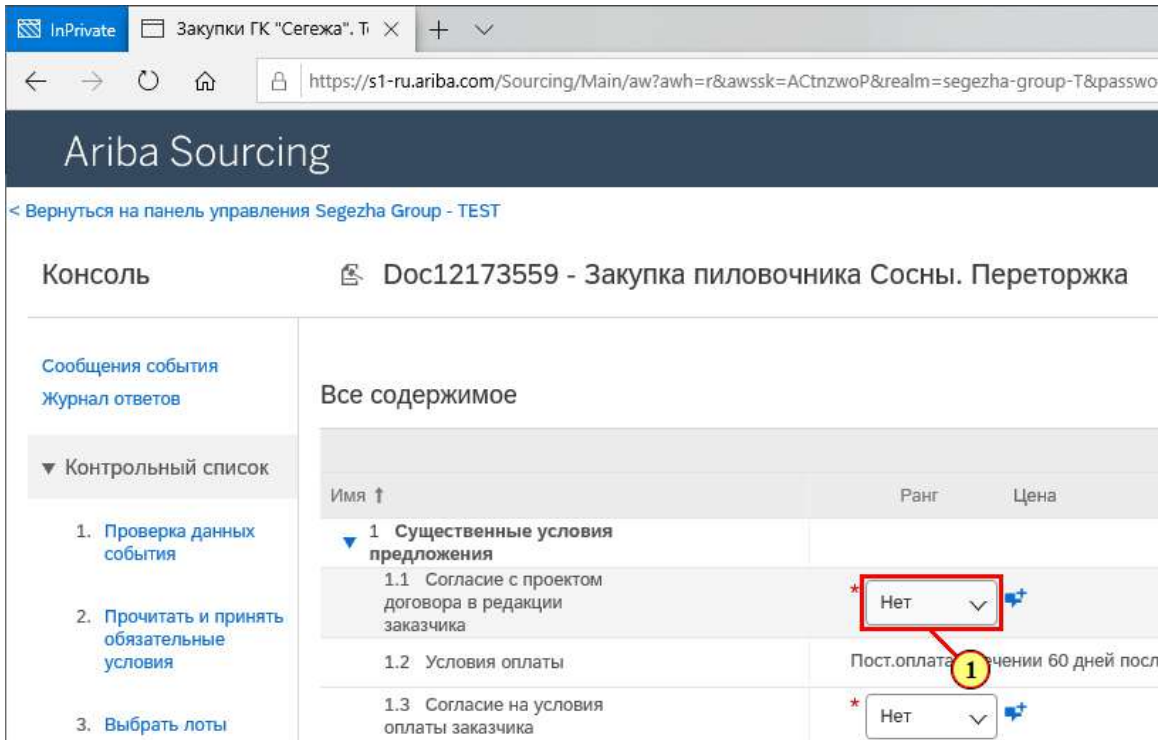 InPrivate
Закупки ГК "Сегежа". Т
https://s1-ru.ariba.com/Sourcing/Main/aw?awh=r&awssk=ACtnzwoP&realm=segezha-group-T&passwo
Ariba Sourcing
< Вернуться на панель управления Segezha Group - TEST
Консоль
Doc12173559 - Закупка пиловочника Сосны. Переторжка
Сообщения события
Журнал ответов
Все содержимое
▼ Контрольный список
Имя ↑
Ранг
Цена
1. Проверка данных
события
2. Прочитать и принять
обязательные
условия
3. Выбрать лоты
▼ 1 Существенные условия
предложения
1.1 Согласие с проектом
договора в редакции
заказчика
* Нет
1.2 Условия оплаты
Пост.оплата чечении 60 дней посл
1
1.3 Согласие на условия
оплаты заказчика
* Нет